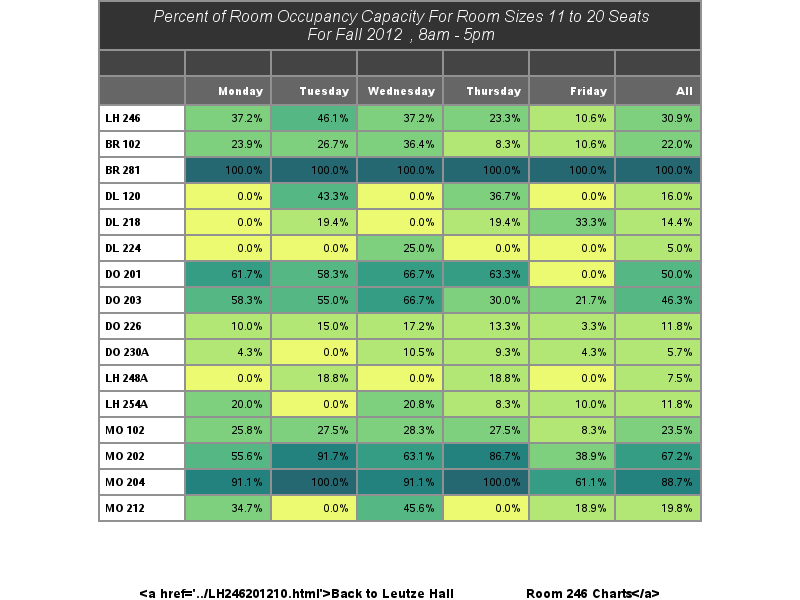 Percent of Room Occupancy Capacity For Room Sizes 11 to 20 Seats
For Fall 2012 , 8am - 5pm
Monday Tuesday Wednesday Thursday Friday All
LH 246 37.2% 46.1% 37.2% 23.3% 10.6% 30.9%
BR 102 23.9% 26.7% 36.4% 8.3% 10.6% 22.0%
BR 281 100.0% 100.0% 100.0% 100.0% 100.0% 100.0%
DL 120 0.0% 43.3% 0.0% 36.7% 0.0% 16.0%
DL 218 0.0% 19.4% 0.0% 19.4% 33.3% 14.4%
DL 224 0.0% 0.0% 25.0% 0.0% 0.0% 5.0%
DO 201 61.7% 58.3% 66.7% 63.3% 0.0% 50.0%
DO 203 58.3% 55.0% 66.7% 30.0% 21.7% 46.3%
DO 226 10.0% 15.0% 17.2% 13.3% 3.3% 11.8%
DO 230A 4.3% 0.0% 10.5% 9.3% 4.3% 5.7%
LH 248A 0.0% 18.8% 0.0% 18.8% 0.0% 7.5%
LH 254A 20.0% 0.0% 20.8% 8.3% 10.0% 11.8%
MO 102 25.8% 27.5% 28.3% 27.5% 8.3% 23.5%
MO 202 55.6% 91.7% 63.1% 86.7% 38.9% 67.2%
MO 204 91.1% 100.0% 91.1% 100.0% 61.1% 88.7%
MO 212 34.7% 0.0% 45.6% 0.0% 18.9% 19.8%
<a href='../LH246201210.html'>Back to Leutze Hall Room 246 Charts</a>